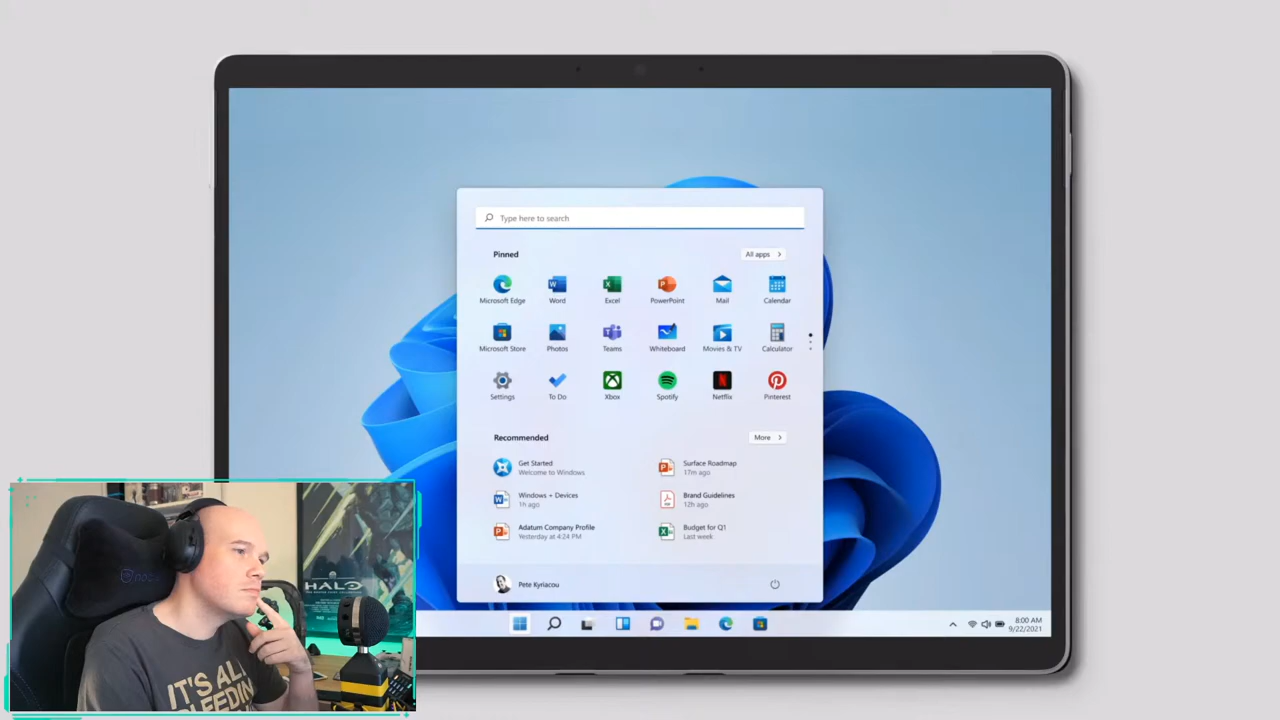 Type here to search
Pinned
All apps
Microsoft Edge
Word
Excel
PowerPoint
Mail
Calendar
Microsoft Store
Photos
Teams
Whiteboard
Movies & TV
Calculator
Settings
To Do
Xbox
Spotify
Netflix
Pinterest
Recommended
More
Get Started
Welcome to Windows
Surface Roadmap
17m ago
Windows + Devices
1h ago
Brand Guidelines
12h ago
Adatum Company Profile
Yesterday at 4:24 PM
Budget for Q1
Last week
Pete Kyriacou
8:00 AM
9/22/2021
HALO
IT'S ALL
BLEEDING